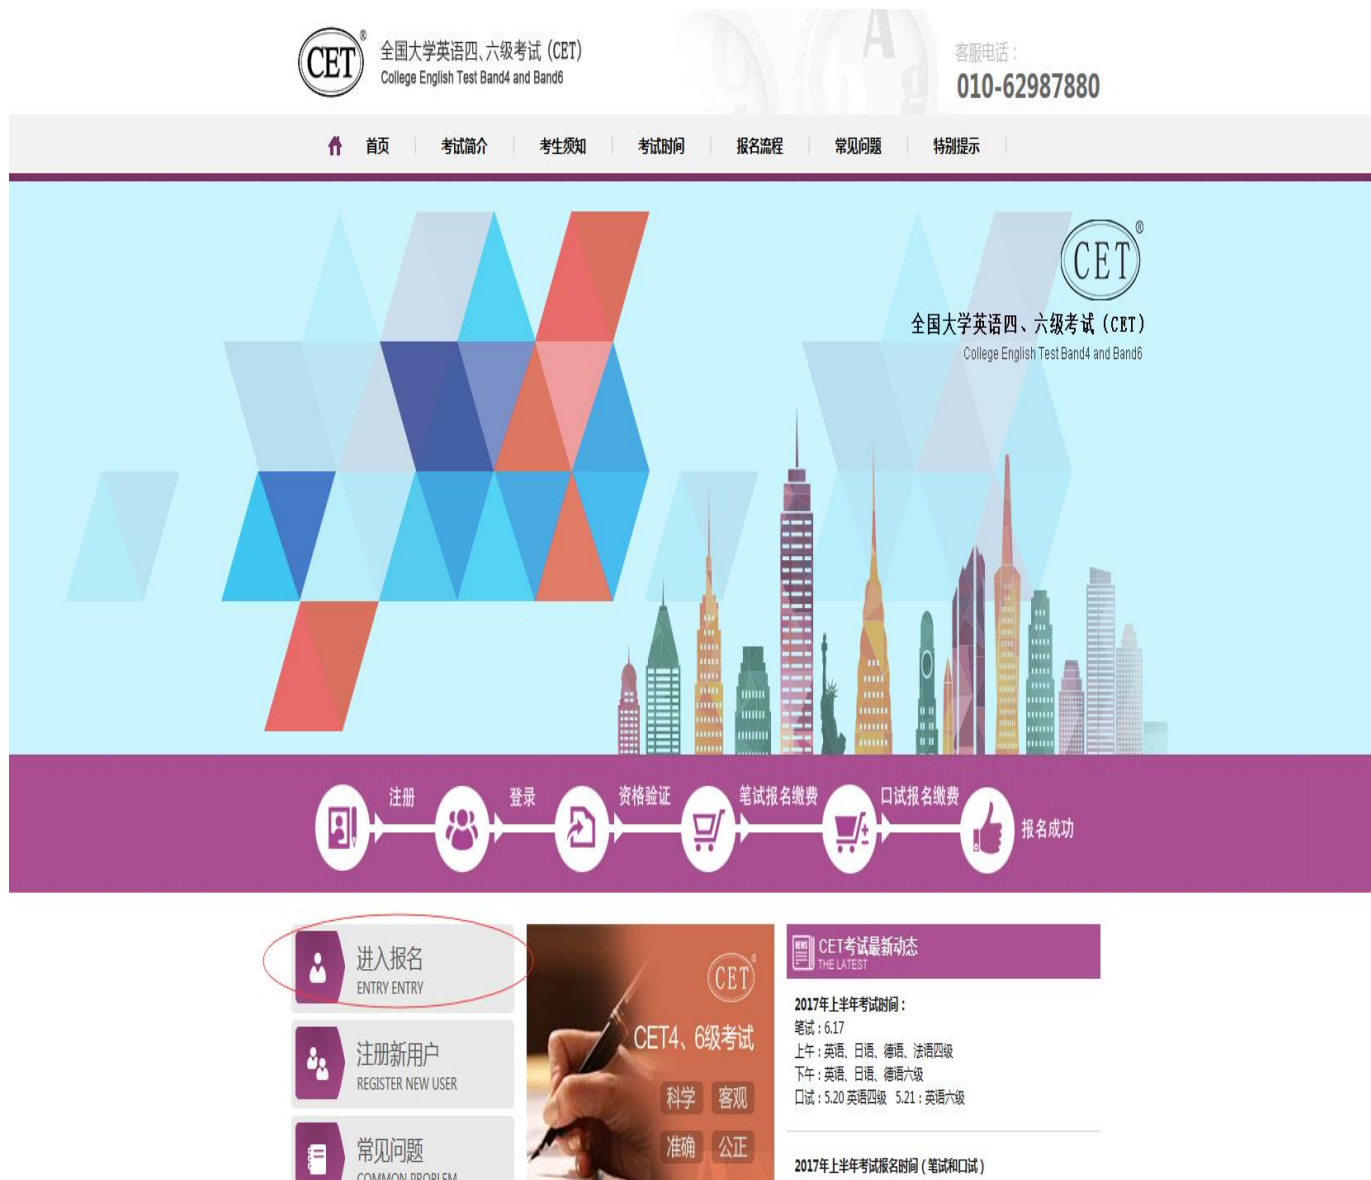 CET®
全国大学英语四、六级考试（CET）
College English Test Band4 and Band6
客服电话：
010-62987880
首页
考试简介
考生须知
考试时间
报名流程
常见问题
特别提示
CET®
全国大学英语四、六级考试（CET）
College English Test Band4 and Band6
注册
登录
资格验证
笔试报名缴费
口试报名缴费
报名成功
进入报名
ENTRY ENTRY
注册新用户
REGISTER NEW USER
常见问题
COMMON PROBLEM
CET®
CET4、6级考试
科学
客观
准确
公正
NEWS
CET考试最新动态
THE LATEST
2017年上半年考试时间：
笔试：6.17
上午：英语、日语、德语、法语四级
下午：英语、日语、德语六级
口试：5.20 英语四级 5.21：英语六级
2017年上半年考试报名时间（笔试和口试）